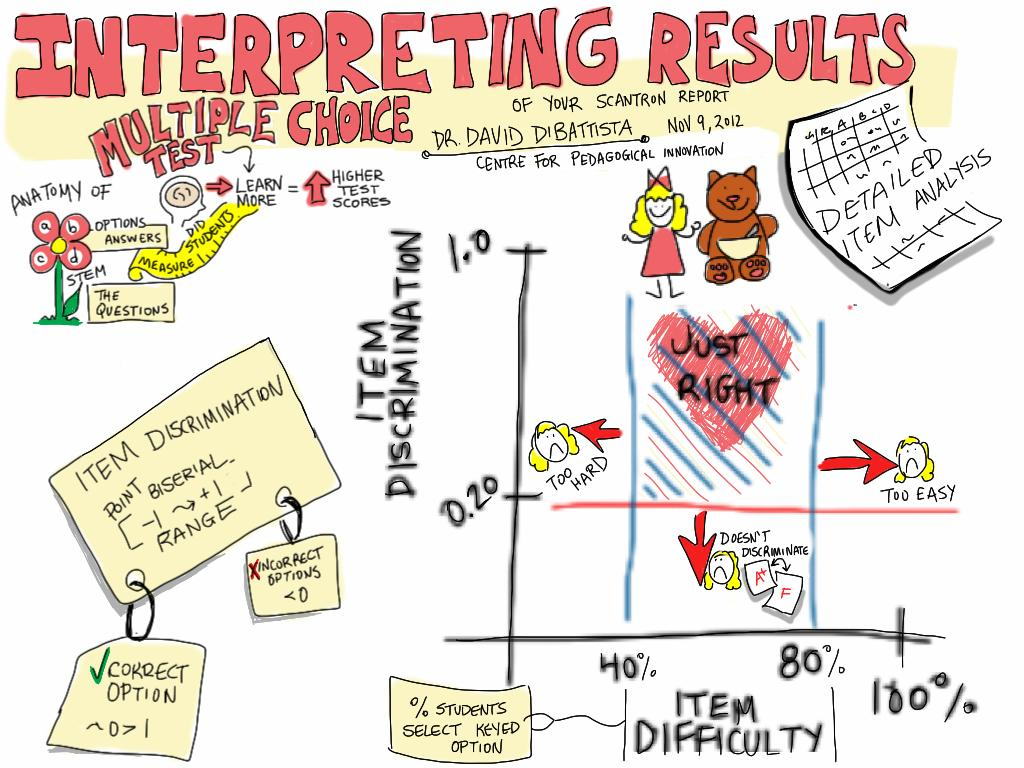 INTERPRETING RESULTS
OF YOUR SCANTRON REPORT
MULTIPLE CHOICE
TEST
DR. DAVID DIBATTISTA NOV 9, 2012
CENTRE FOR PEDAGOGICAL INNOVATION
ANATOMY OF
a b
c d
OPTIONS
ANSWERS
STEM
THE
QUESTIONS
DID
STUDENTS
MEASURE
LEARN
MORE
=
HIGHER
TEST
SCORES
A B C D
DETAILED
ITEM ANALYSIS
ITEM
DISCRIMINATION
1.0
0.20
JUST
RIGHT
TOO
HARD
TOO EASY
DOESN'T
DISCRIMINATE
A+
F
40%
80%
100%
ITEM
DIFFICULTY
% STUDENTS
SELECT KEYED
OPTION
ITEM DISCRIMINATION
POINT BISERIAL
[ -1 → +1 ]
RANGE
X INCORRECT
OPTIONS
<0
✓ CORRECT
OPTION
~0>1